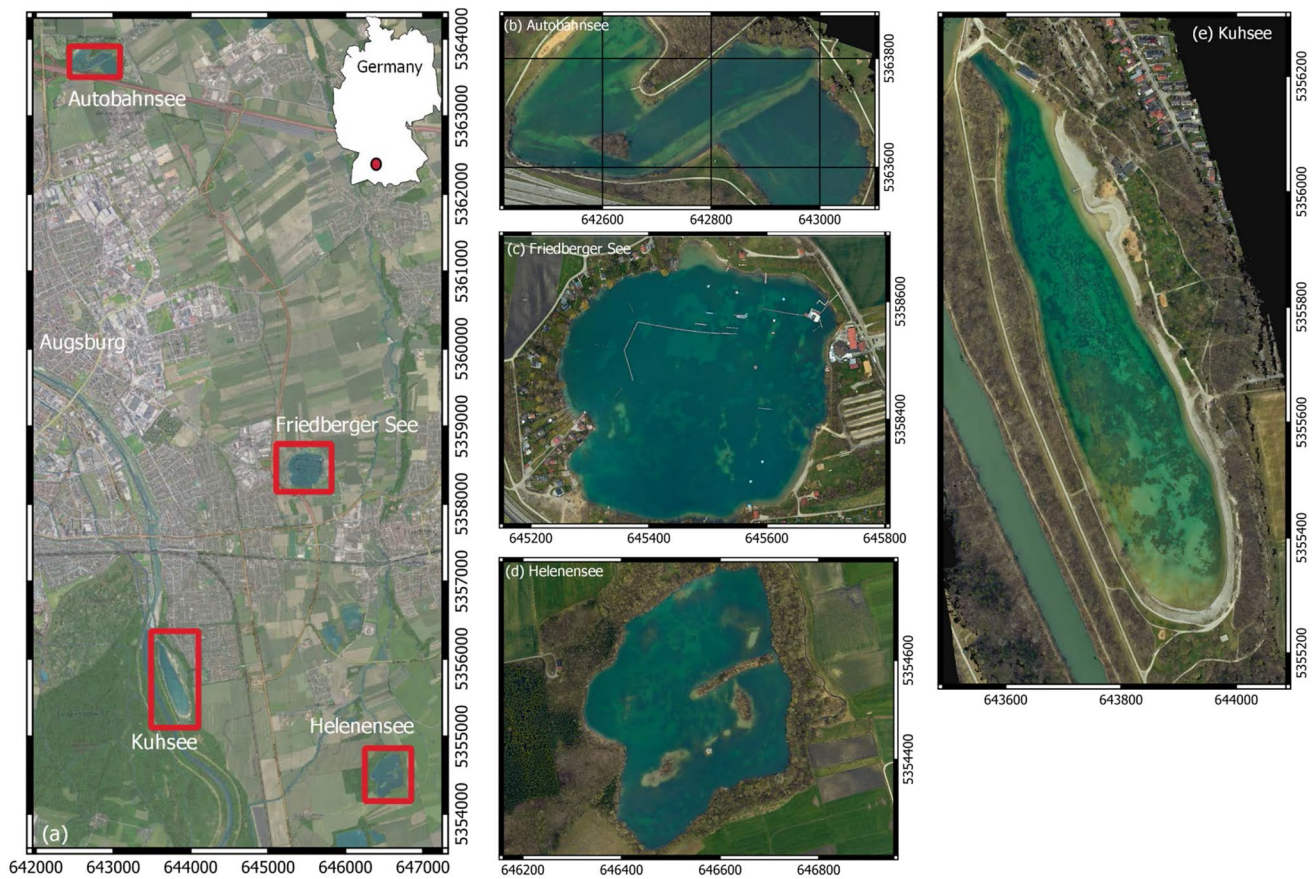 Germany
Autobahnsee
Augsburg
Friedberger See
Kuhsee
Helenensee
(a)
642000 643000 644000 645000 646000 647000
5364000
5363000
5362000
5361000
5360000
5359000
5358000
5357000
5356000
5355000
5354000
(b) Autobahnsee
5363800
5363600
642600 642800 643000
(c) Friedberger See
5358600
5358400
645200 645400 645600 645800
(d) Helenensee
5354600
5354400
646200 646400 646600 646800
(e) Kuhsee
5356200
5356000
5355800
5355600
5355400
5355200
643600 643800 644000